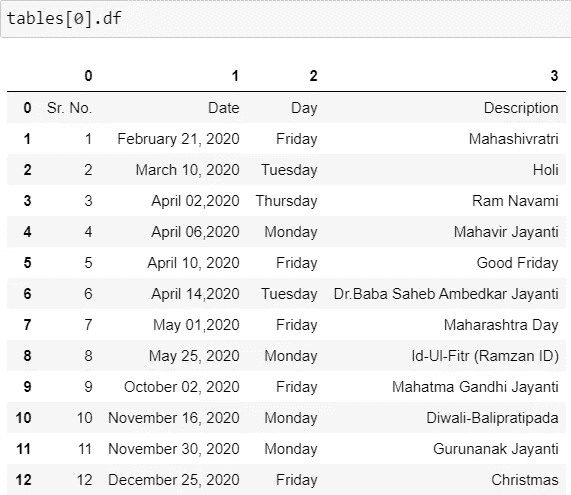 tables[0].df
0 1 2 3
0 Sr. No. Date Day Description
1 1 February 21, 2020 Friday Mahashivratri
2 2 March 10, 2020 Tuesday Holi
3 3 April 02,2020 Thursday Ram Navami
4 4 April 06,2020 Monday Mahavir Jayanti
5 5 April 10, 2020 Friday Good Friday
6 6 April 14,2020 Tuesday Dr.Baba Saheb Ambedkar Jayanti
7 7 May 01,2020 Friday Maharashtra Day
8 8 May 25, 2020 Monday Id-Ul-Fitr (Ramzan ID)
9 9 October 02, 2020 Friday Mahatma Gandhi Jayanti
10 10 November 16, 2020 Monday Diwali-Balipratipada
11 11 November 30, 2020 Monday Gurunanak Jayanti
12 12 December 25, 2020 Friday Christmas